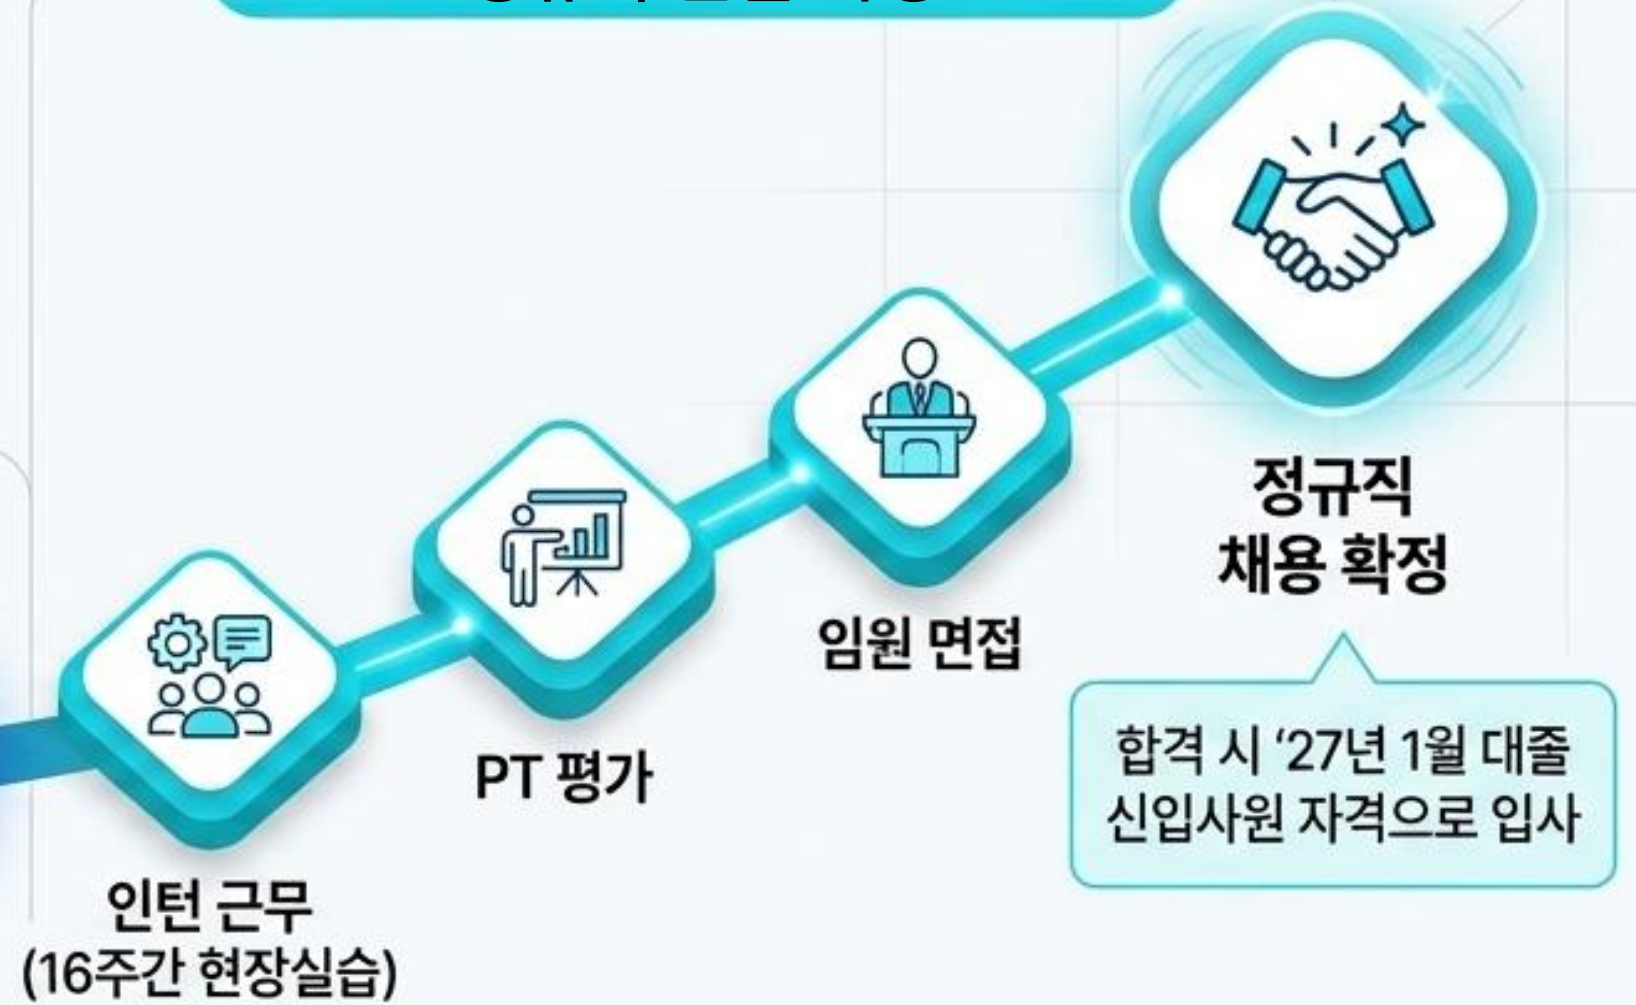 인턴 근무
(16주간 현장실습)
PT 평가
임원 면접
정규직
채용 확정
합격 시 ‘27년 1월 대졸
신입사원 자격으로 입사